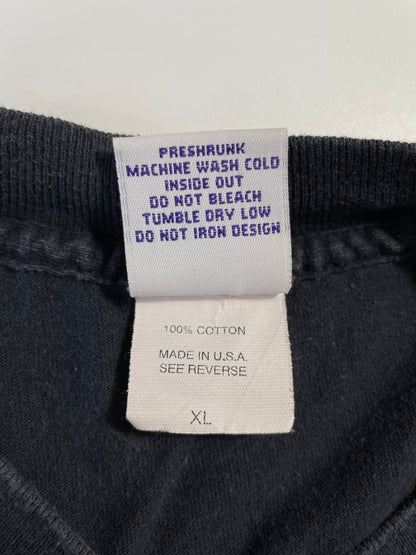 PRESHRUNK
MACHINE WASH COLD
INSIDE OUT
DO NOT BLEACH
TUMBLE DRY LOW
DO NOT IRON DESIGN
100% COTTON
MADE IN U.S.A.
SEE REVERSE
XL